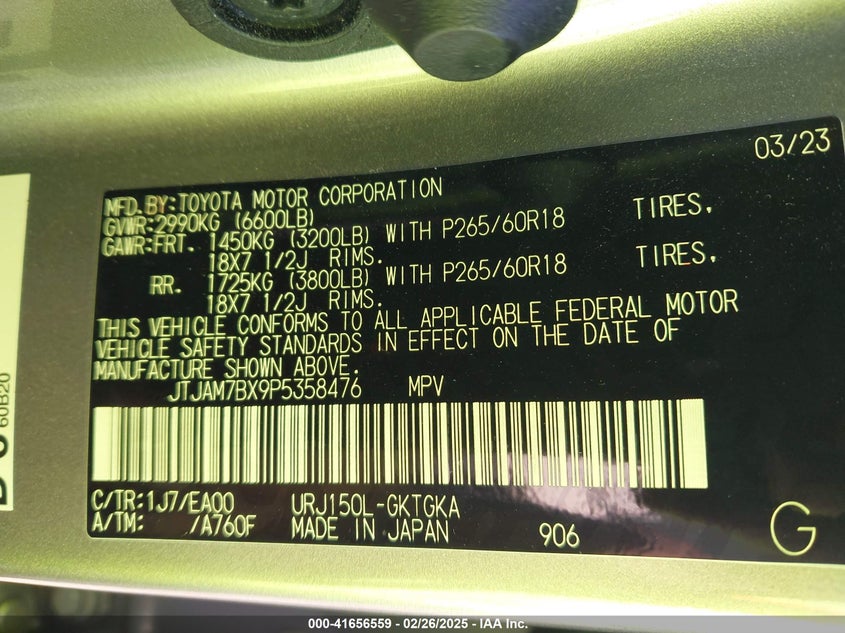 03/23
MFD.BY:TOYOTA MOTOR CORPORATION
GVWR:2990KG (6600LB)
GAWR:FRT. 1450KG (3200LB) WITH P265/60R18 TIRES,
18X7 1/2J RIMS.
RR. 1725KG (3800LB) WITH P265/60R18 TIRES,
18X7 1/2J RIMS.
THIS VEHICLE CONFORMS TO ALL APPLICABLE FEDERAL MOTOR
VEHICLE SAFETY STANDARDS IN EFFECT ON THE DATE OF
MANUFACTURE SHOWN ABOVE.
JTJAM7BX9P5358476 MPV
C/TR:1J7/EA00 URJ150L-GKTGKA
A/TM: /A760F MADE IN JAPAN 906
G
60B20
000-41656559 - 02/26/2025 - IAA Inc.